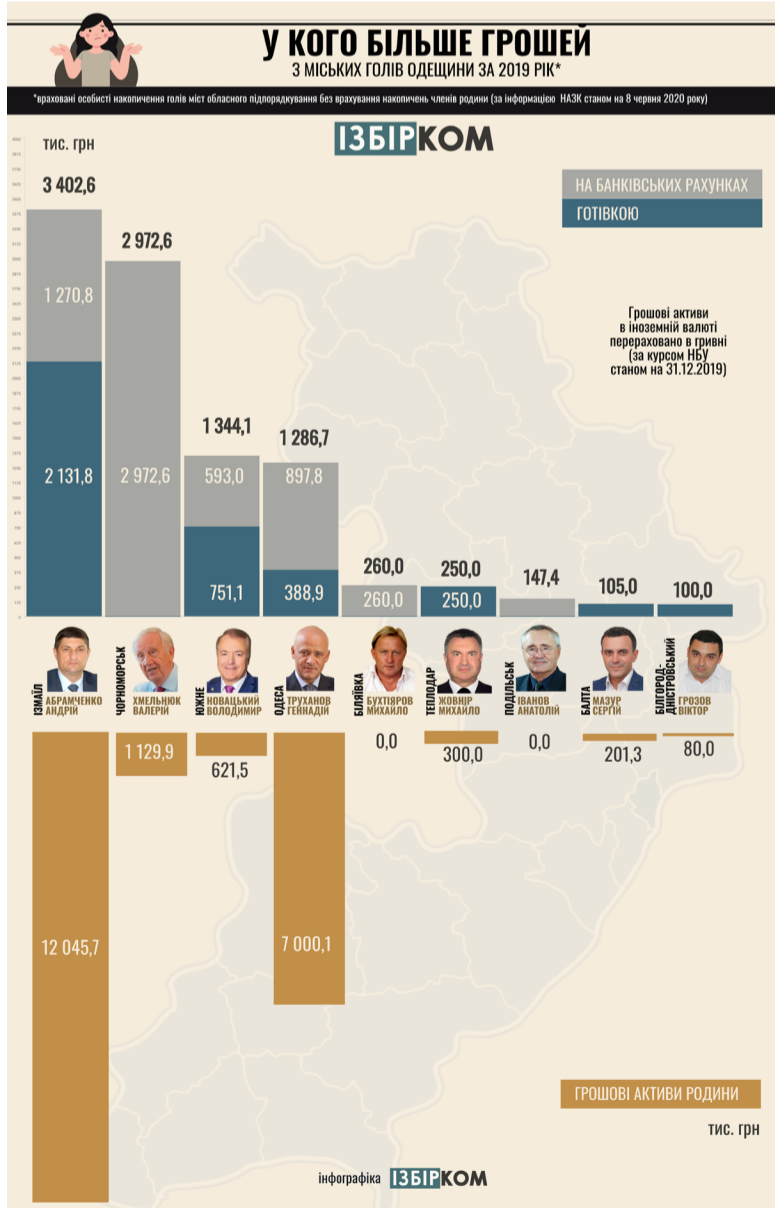 У КОГО БІЛЬШЕ ГРОШЕЙ
З МІСЬКИХ ГОЛІВ ОДЕЩИНИ ЗА 2019 РІК*
*враховані особисті накопичення голів міст обласного підпорядкування без врахування накопичень членів родини (за інформацією НАЗК станом на 8 червня 2020 року)
ІЗБІРКОМ
тис. грн
НА БАНКІВСЬКИХ РАХУНКАХ
ГОТІВКОЮ
Грошові активи
в іноземній валюті
перераховано в гривні
(за курсом НБУ
станом на 31.12.2019)
3 402,6
1 270,8
2 131,8
2 972,6
2 972,6
1 344,1
593,0
751,1
1 286,7
897,8
388,9
260,0
260,0
250,0
250,0
147,4
105,0
100,0
ІЗМАЇЛ
АБРАМЧЕНКО
АНДРІЙ
ЧОРНОМОРСЬК
ХМЕЛЬНЮК
ВАЛЕРІЙ
ЮЖНЕ
НОВАЦЬКИЙ
ВОЛОДИМИР
ОДЕСА
ТРУХАНОВ
ГЕННАДІЙ
БІЛЯЇВКА
БУХТІЯРОВ
МИХАЙЛО
ТЕПЛОДАР
ЖОВНІР
МИХАЙЛО
ПОДІЛЬСЬК
ІВАНОВ
АНАТОЛІЙ
БАЛТА
МАЗУР
СЕРГІЙ
БІЛГОРОД-
ДНІСТРОВСЬКИЙ
ГРОЗОВ
ВІКТОР
12 045,7
1 129,9
621,5
7 000,1
0,0
300,0
0,0
201,3
80,0
ГРОШОВІ АКТИВИ РОДИНИ
тис. грн
інфографіка ІЗБІРКОМ